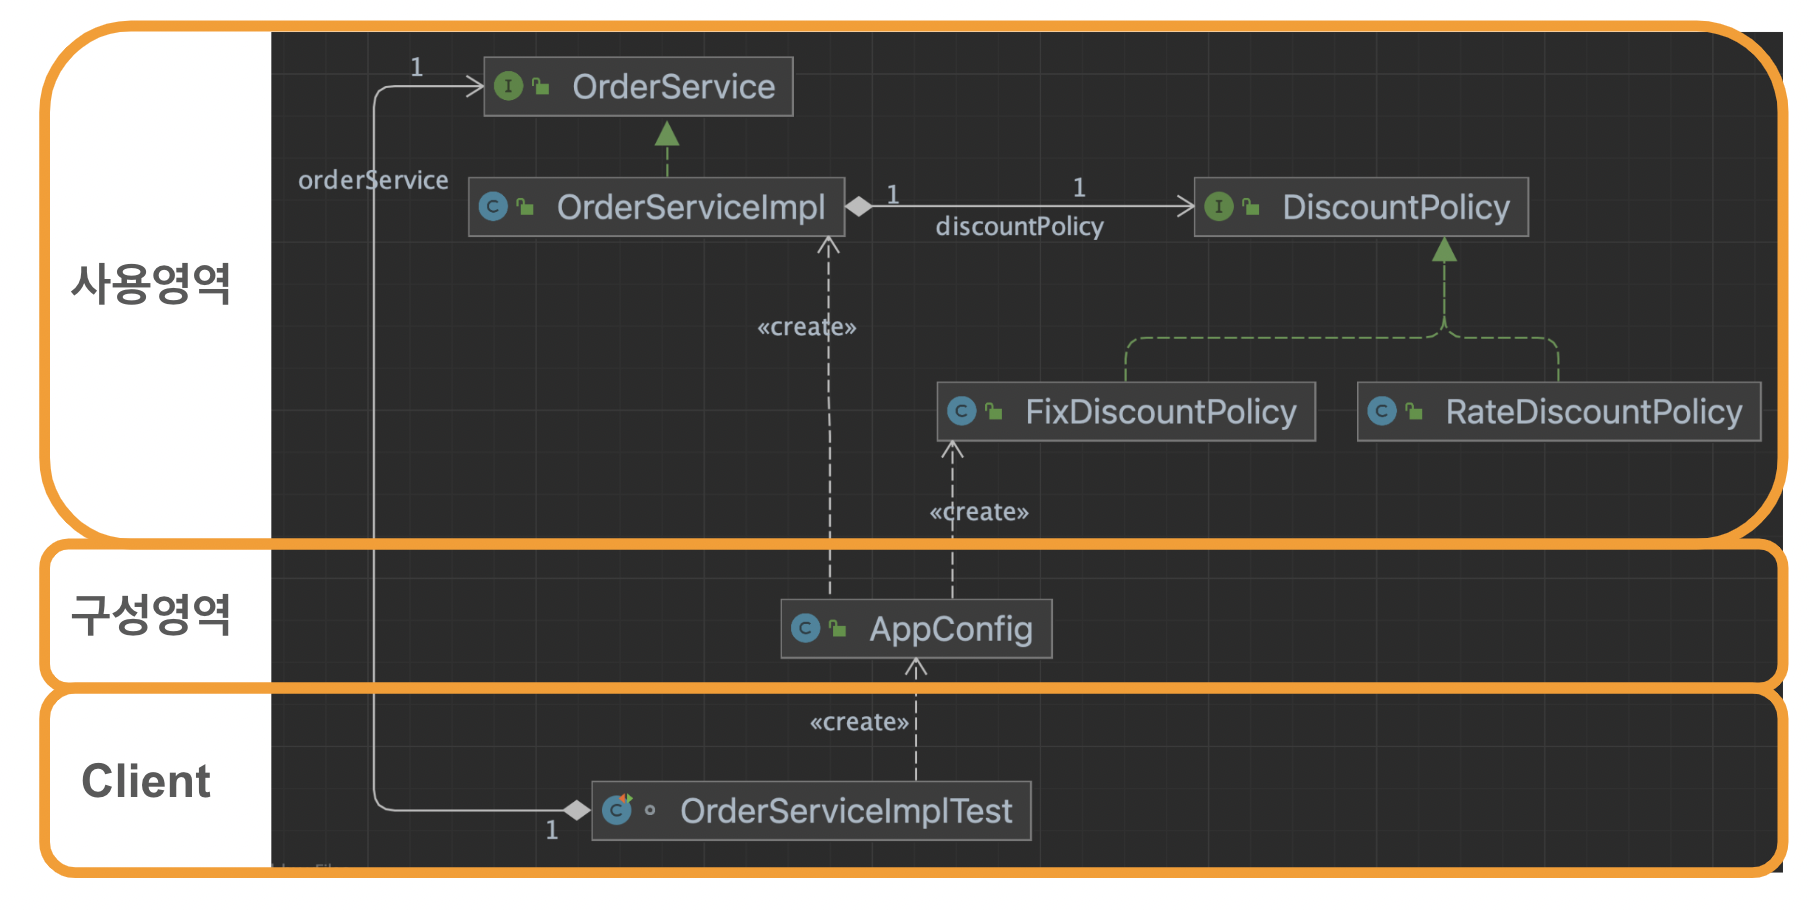 1
OrderService
orderService
OrderServiceImpl
1
1
discountPolicy
DiscountPolicy
사용영역
«create»
FixDiscountPolicy
RateDiscountPolicy
«create»
구성영역
AppConfig
«create»
Client
1
OrderServiceImplTest